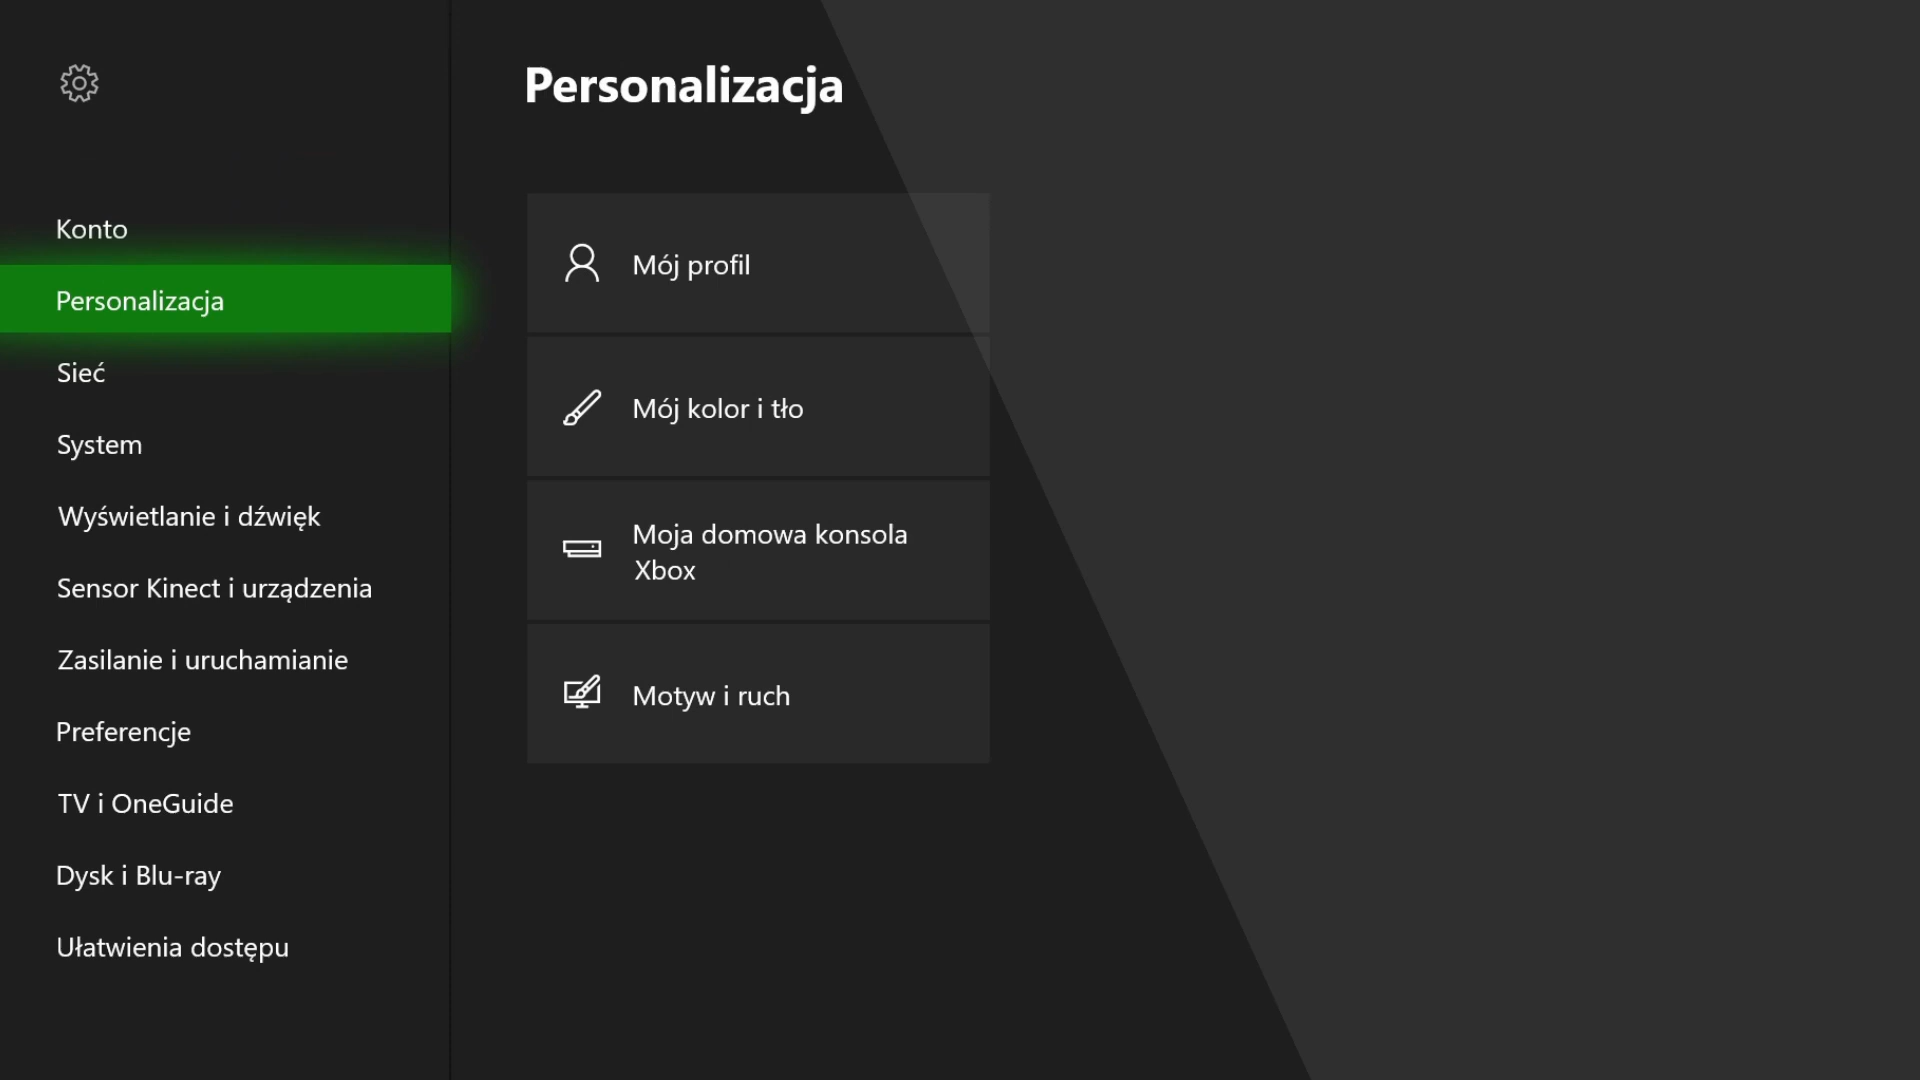 Konto
Personalizacja
Sieć
System
Wyświetlanie i dźwięk
Sensor Kinect i urządzenia
Zasilanie i uruchamianie
Preferencje
TV i OneGuide
Dysk i Blu-ray
Ułatwienia dostępu
Personalizacja
Mój profil
Mój kolor i tło
Moja domowa konsola
Xbox
Motyw i ruch